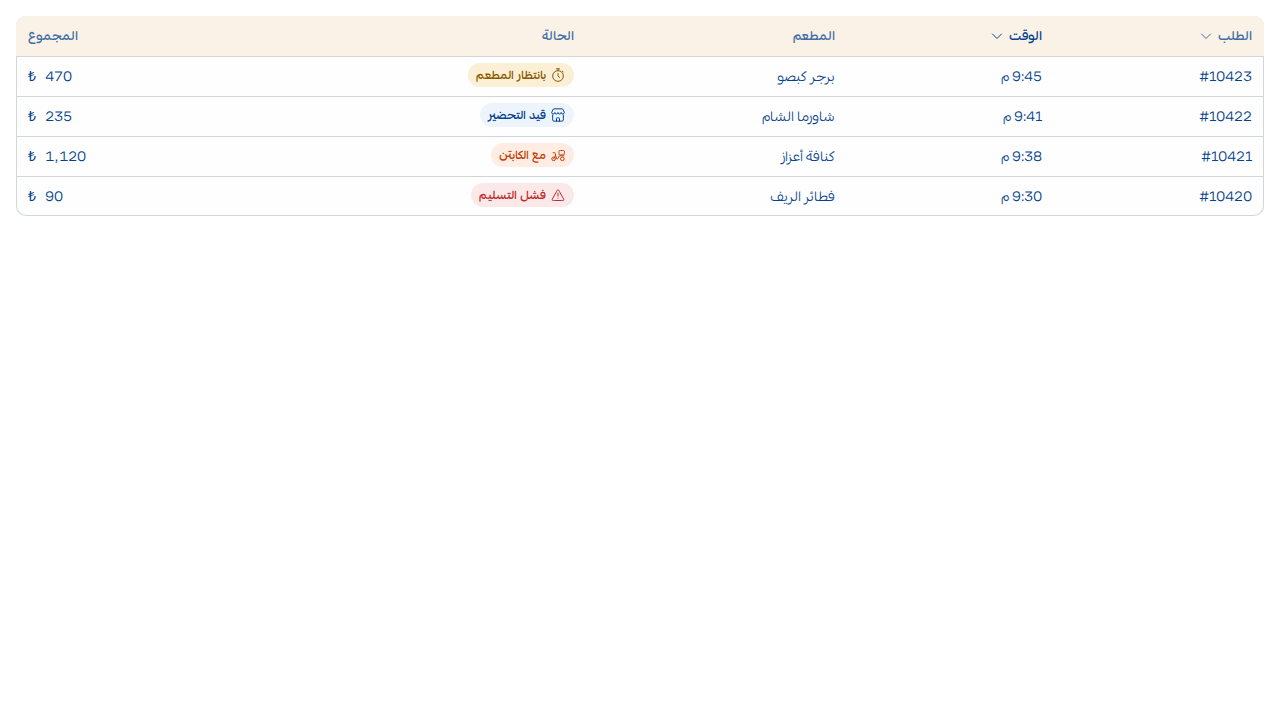 الطلب الوقت المطعم الحالة المجموع
#10423 9:45 م برجر كبصو بانتظار المطعم 470 ₺
#10422 9:41 م شاورما الشام قيد التحضير 235 ₺
#10421 9:38 م كنافة أعزاز مع الكابتن 1,120 ₺
#10420 9:30 م فطائر الريف فشل التسليم 90 ₺